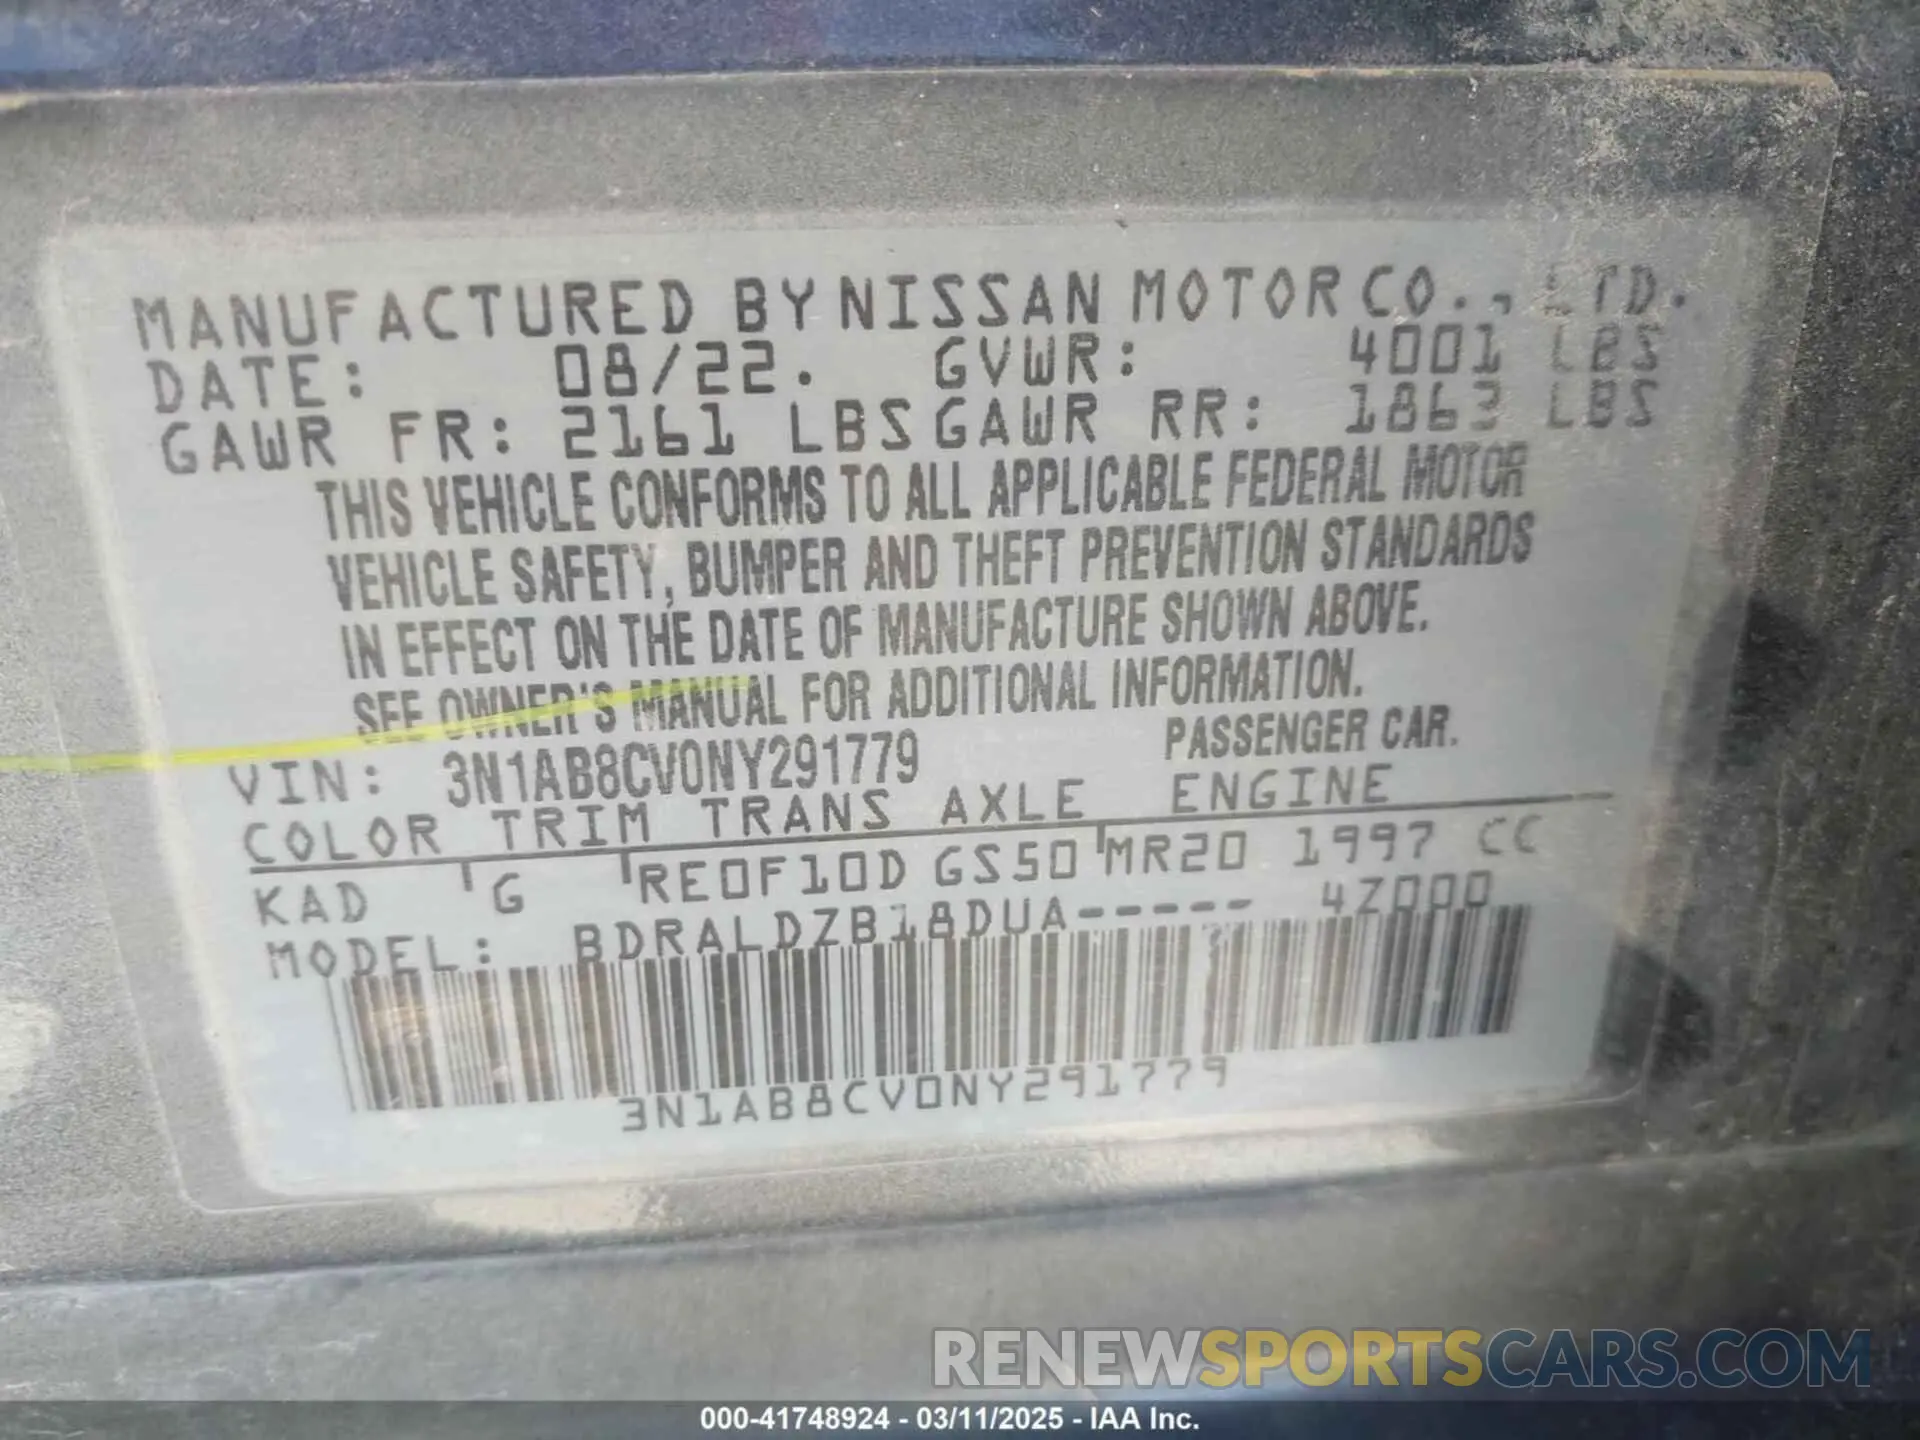 MANUFACTURED BY NISSAN MOTOR CO., LTD.
DATE: 08/22. GVWR: 4001 LBS
GAWR FR: 2161 LBS GAWR RR: 1863 LBS
THIS VEHICLE CONFORMS TO ALL APPLICABLE FEDERAL MOTOR
VEHICLE SAFETY, BUMPER AND THEFT PREVENTION STANDARDS
IN EFFECT ON THE DATE OF MANUFACTURE SHOWN ABOVE.
SEE OWNER'S MANUAL FOR ADDITIONAL INFORMATION.
VIN: 3N1AB8CV0NY291779 PASSENGER CAR.
COLOR TRIM TRANS AXLE ENGINE
KAD G RE0F10D GS50 MR20 1997 CC
MODEL: BDRALDZB18DUA----- 4Z000
3N1AB8CV0NY291779
RENEWSPORTSCARS.COM
000-41748924 - 03/11/2025 - IAA Inc.